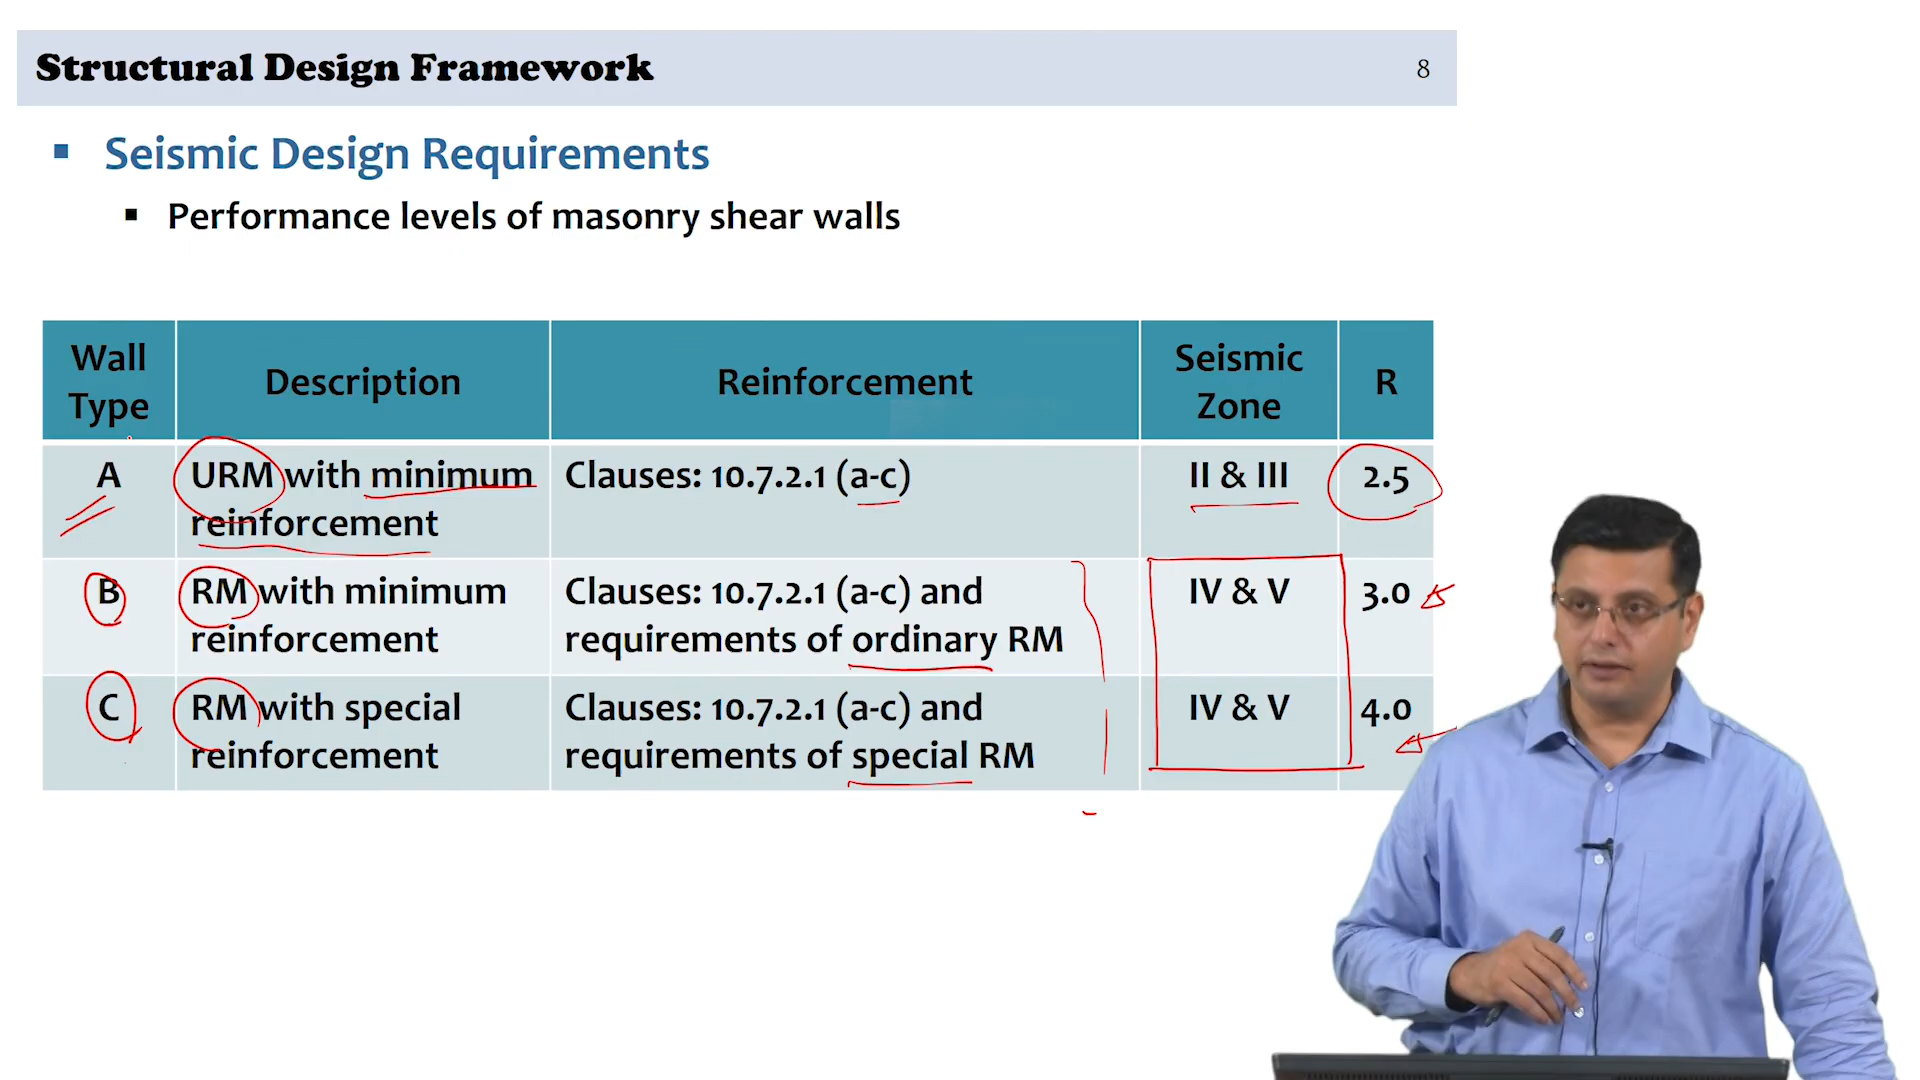 Structural Design Framework 8
Seismic Design Requirements
Performance levels of masonry shear walls
Wall Type Description Reinforcement Seismic Zone R
A URM with minimum reinforcement Clauses: 10.7.2.1 (a-c) II & III 2.5
B RM with minimum reinforcement Clauses: 10.7.2.1 (a-c) and requirements of ordinary RM IV & V 3.0
C RM with special reinforcement Clauses: 10.7.2.1 (a-c) and requirements of special RM IV & V 4.0